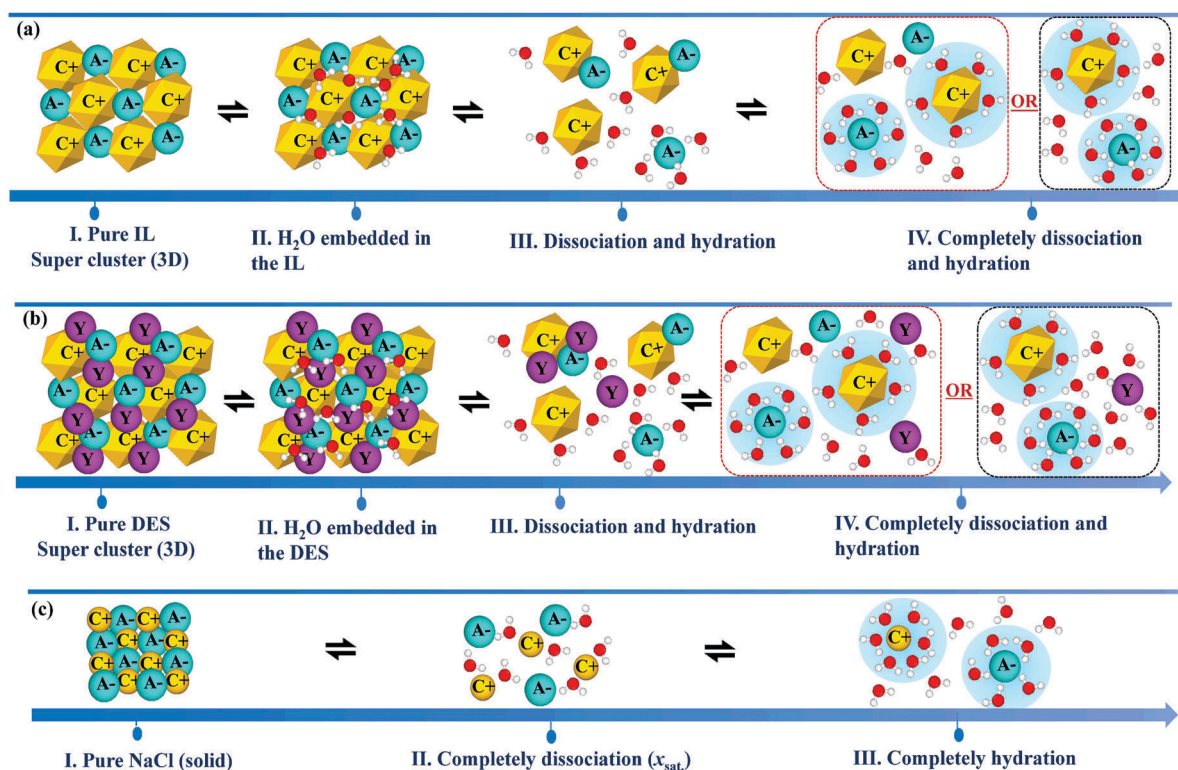 (a)
C+ A- C+ A-
A- C+ A- C+
C+ A- C+ A-
C+ A- C+ A-
A- C+ A- C+
C+ A- C+ A-
A-
C+ A- C+
C+
A-
C+ A-
C+
A-
OR
C+
A-
I. Pure IL
Super cluster (3D)
II. H2O embedded in
the IL
III. Dissociation and hydration
IV. Completely dissociation
and hydration
(b)
Y Y
C+ A- C+ A-
Y Y
A- C+ A- C+ A-
Y Y Y
C+ A- C+ A- C+
Y Y
Y Y
C+ A- C+ A-
Y Y
A- C+ A- C+ A-
Y Y Y
C+ A- C+ A- C+
Y Y
C+ Y
Y A-
C+ A-
Y
C+
A-
C+ A- Y
C+
A-
Y
OR
C+
Y
A-
I. Pure DES
Super cluster (3D)
II. H2O embedded in
the DES
III. Dissociation and hydration
IV. Completely dissociation and
hydration
(c)
C+ A- C+ A-
A- C+ A- C+
C+ A- C+ A-
A- C+ A- C+
A- A-
C+
C+
C+ A-
C+
A-
I. Pure NaCl (solid)
II. Completely dissociation (xsat.)
III. Completely hydration